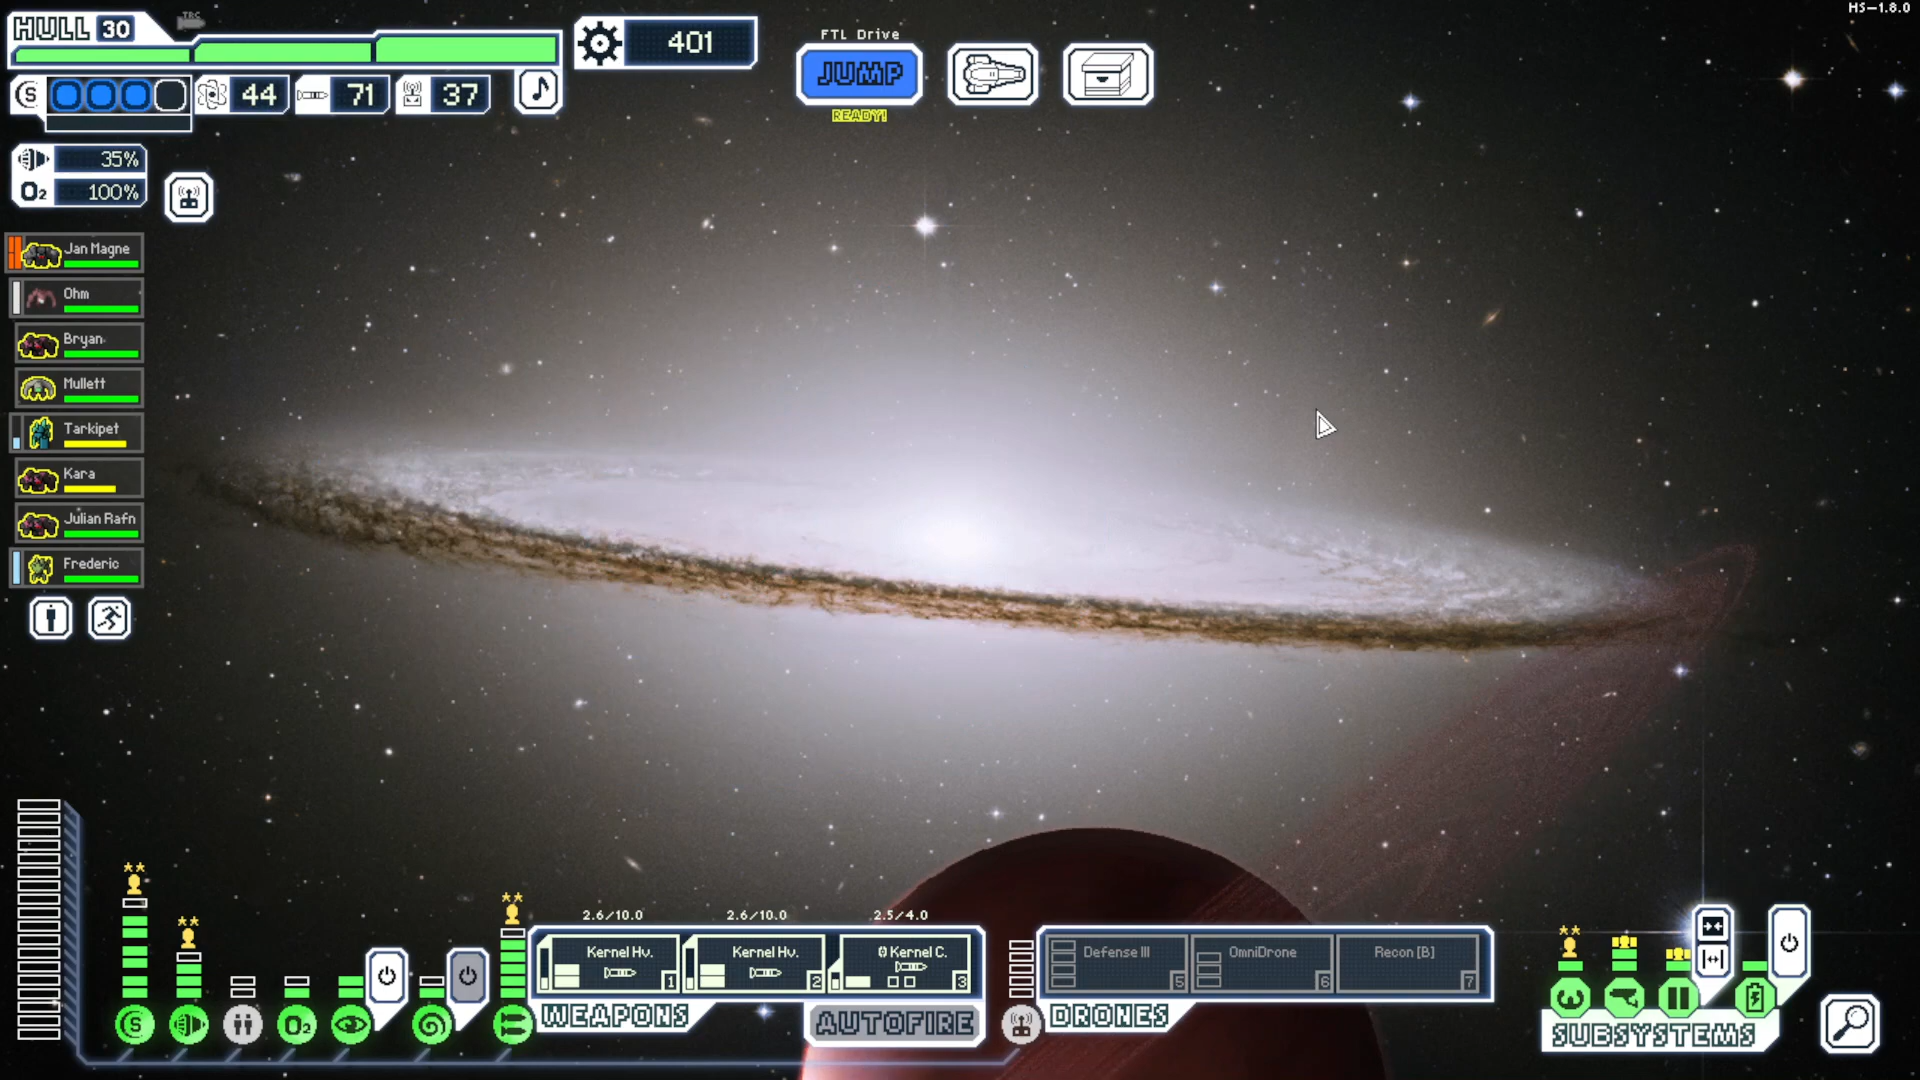 HS-1.8.0
HULL 30
TBC
401
FTL Drive
JUMP
READY!
S
44
71
37
35%
O2 100%
Jan Magne
Ohm
Bryan
Mullett
Tarkipet
Kara
Julian Rafn
Frederic
2.6/10.0
2.6/10.0
2.5/4.0
Kernel Hv.
1
Kernel Hv.
2
Kernel C.
3
Defense III
5
OmniDrone
6
Recon [B]
7
S
O2
WEAPONS
AUTOFIRE
DRONES
SUBSYSTEMS